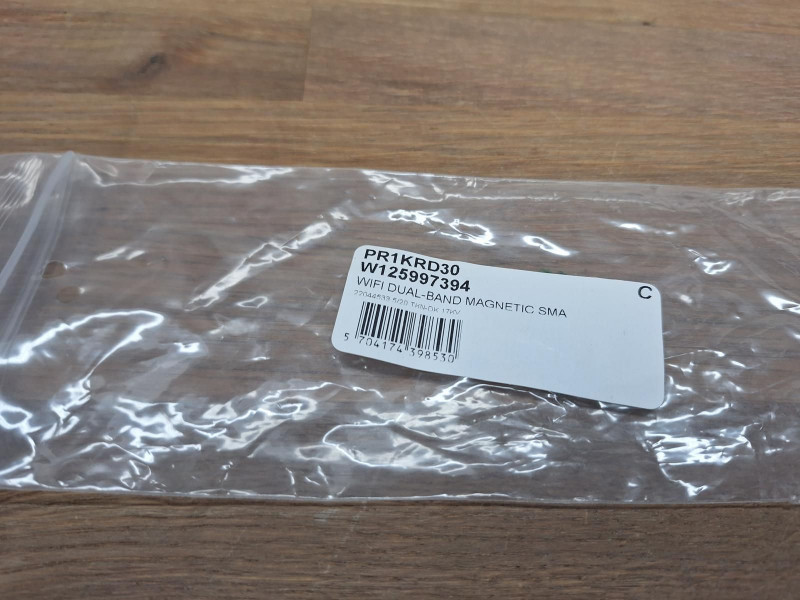 PR1KRD30
W125997394
C
WIFI DUAL-BAND MAGNETIC SMA
5 704174 398530